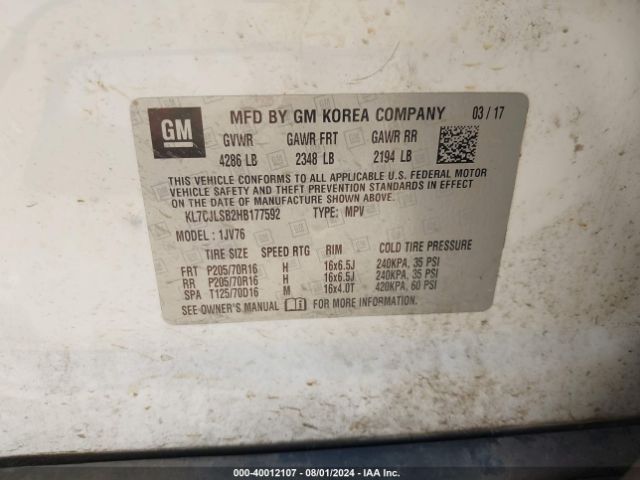 GM
MFD BY GM KOREA COMPANY 03 / 17
GVWR GAWR FRT GAWR RR
4286 LB 2348 LB 2194 LB
THIS VEHICLE CONFORMS TO ALL APPLICABLE U.S. FEDERAL MOTOR
VEHICLE SAFETY AND THEFT PREVENTION STANDARDS IN EFFECT
ON THE DATE OF MANUFACTURE SHOWN ABOVE.
KL7CJLSB2HB177592 TYPE: MPV
MODEL : 1JV76
TIRE SIZE SPEED RTG RIM COLD TIRE PRESSURE
FRT P205/70R16 H 16x6.5J 240KPA, 35 PSI
RR P205/70R16 H 16x6.5J 240KPA, 35 PSI
SPA T125/70D16 M 16x4.0T 420KPA, 60 PSI
SEE OWNER'S MANUAL FOR MORE INFORMATION.
000-40012107 - 08/01/2024 - IAA Inc.